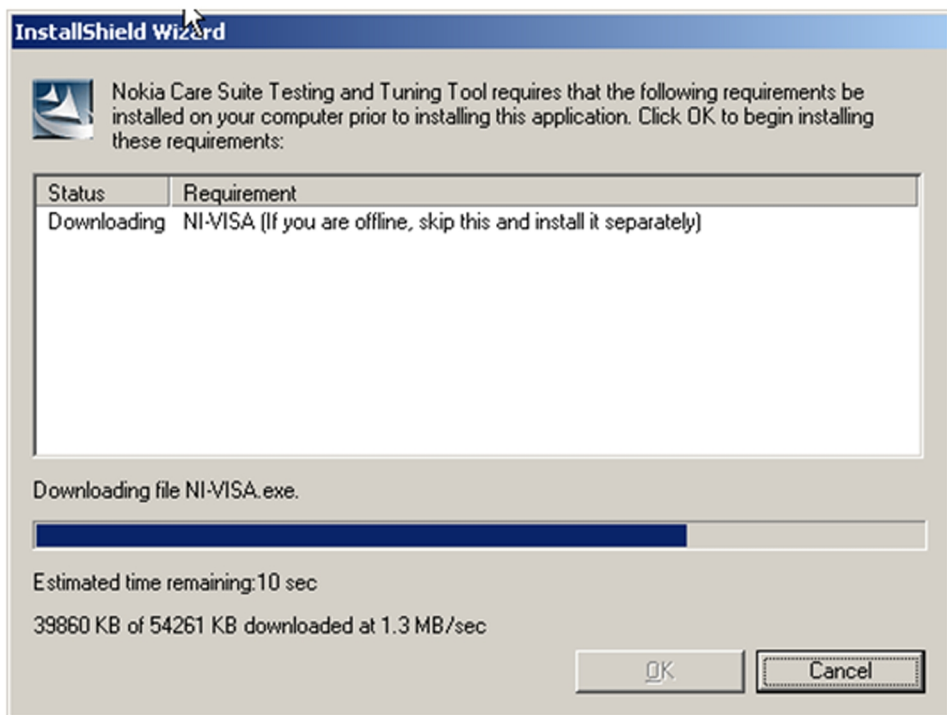 InstallShield Wizard
Nokia Care Suite Testing and Tuning Tool requires that the following requirements be
installed on your computer prior to installing this application. Click OK to begin installing
these requirements:
Status Requirement
Downloading NI-VISA (If you are offline, skip this and install it separately)
Downloading file NI-VISA.exe.
Estimated time remaining:10 sec
39860 KB of 54261 KB downloaded at 1.3 MB/sec
OK Cancel